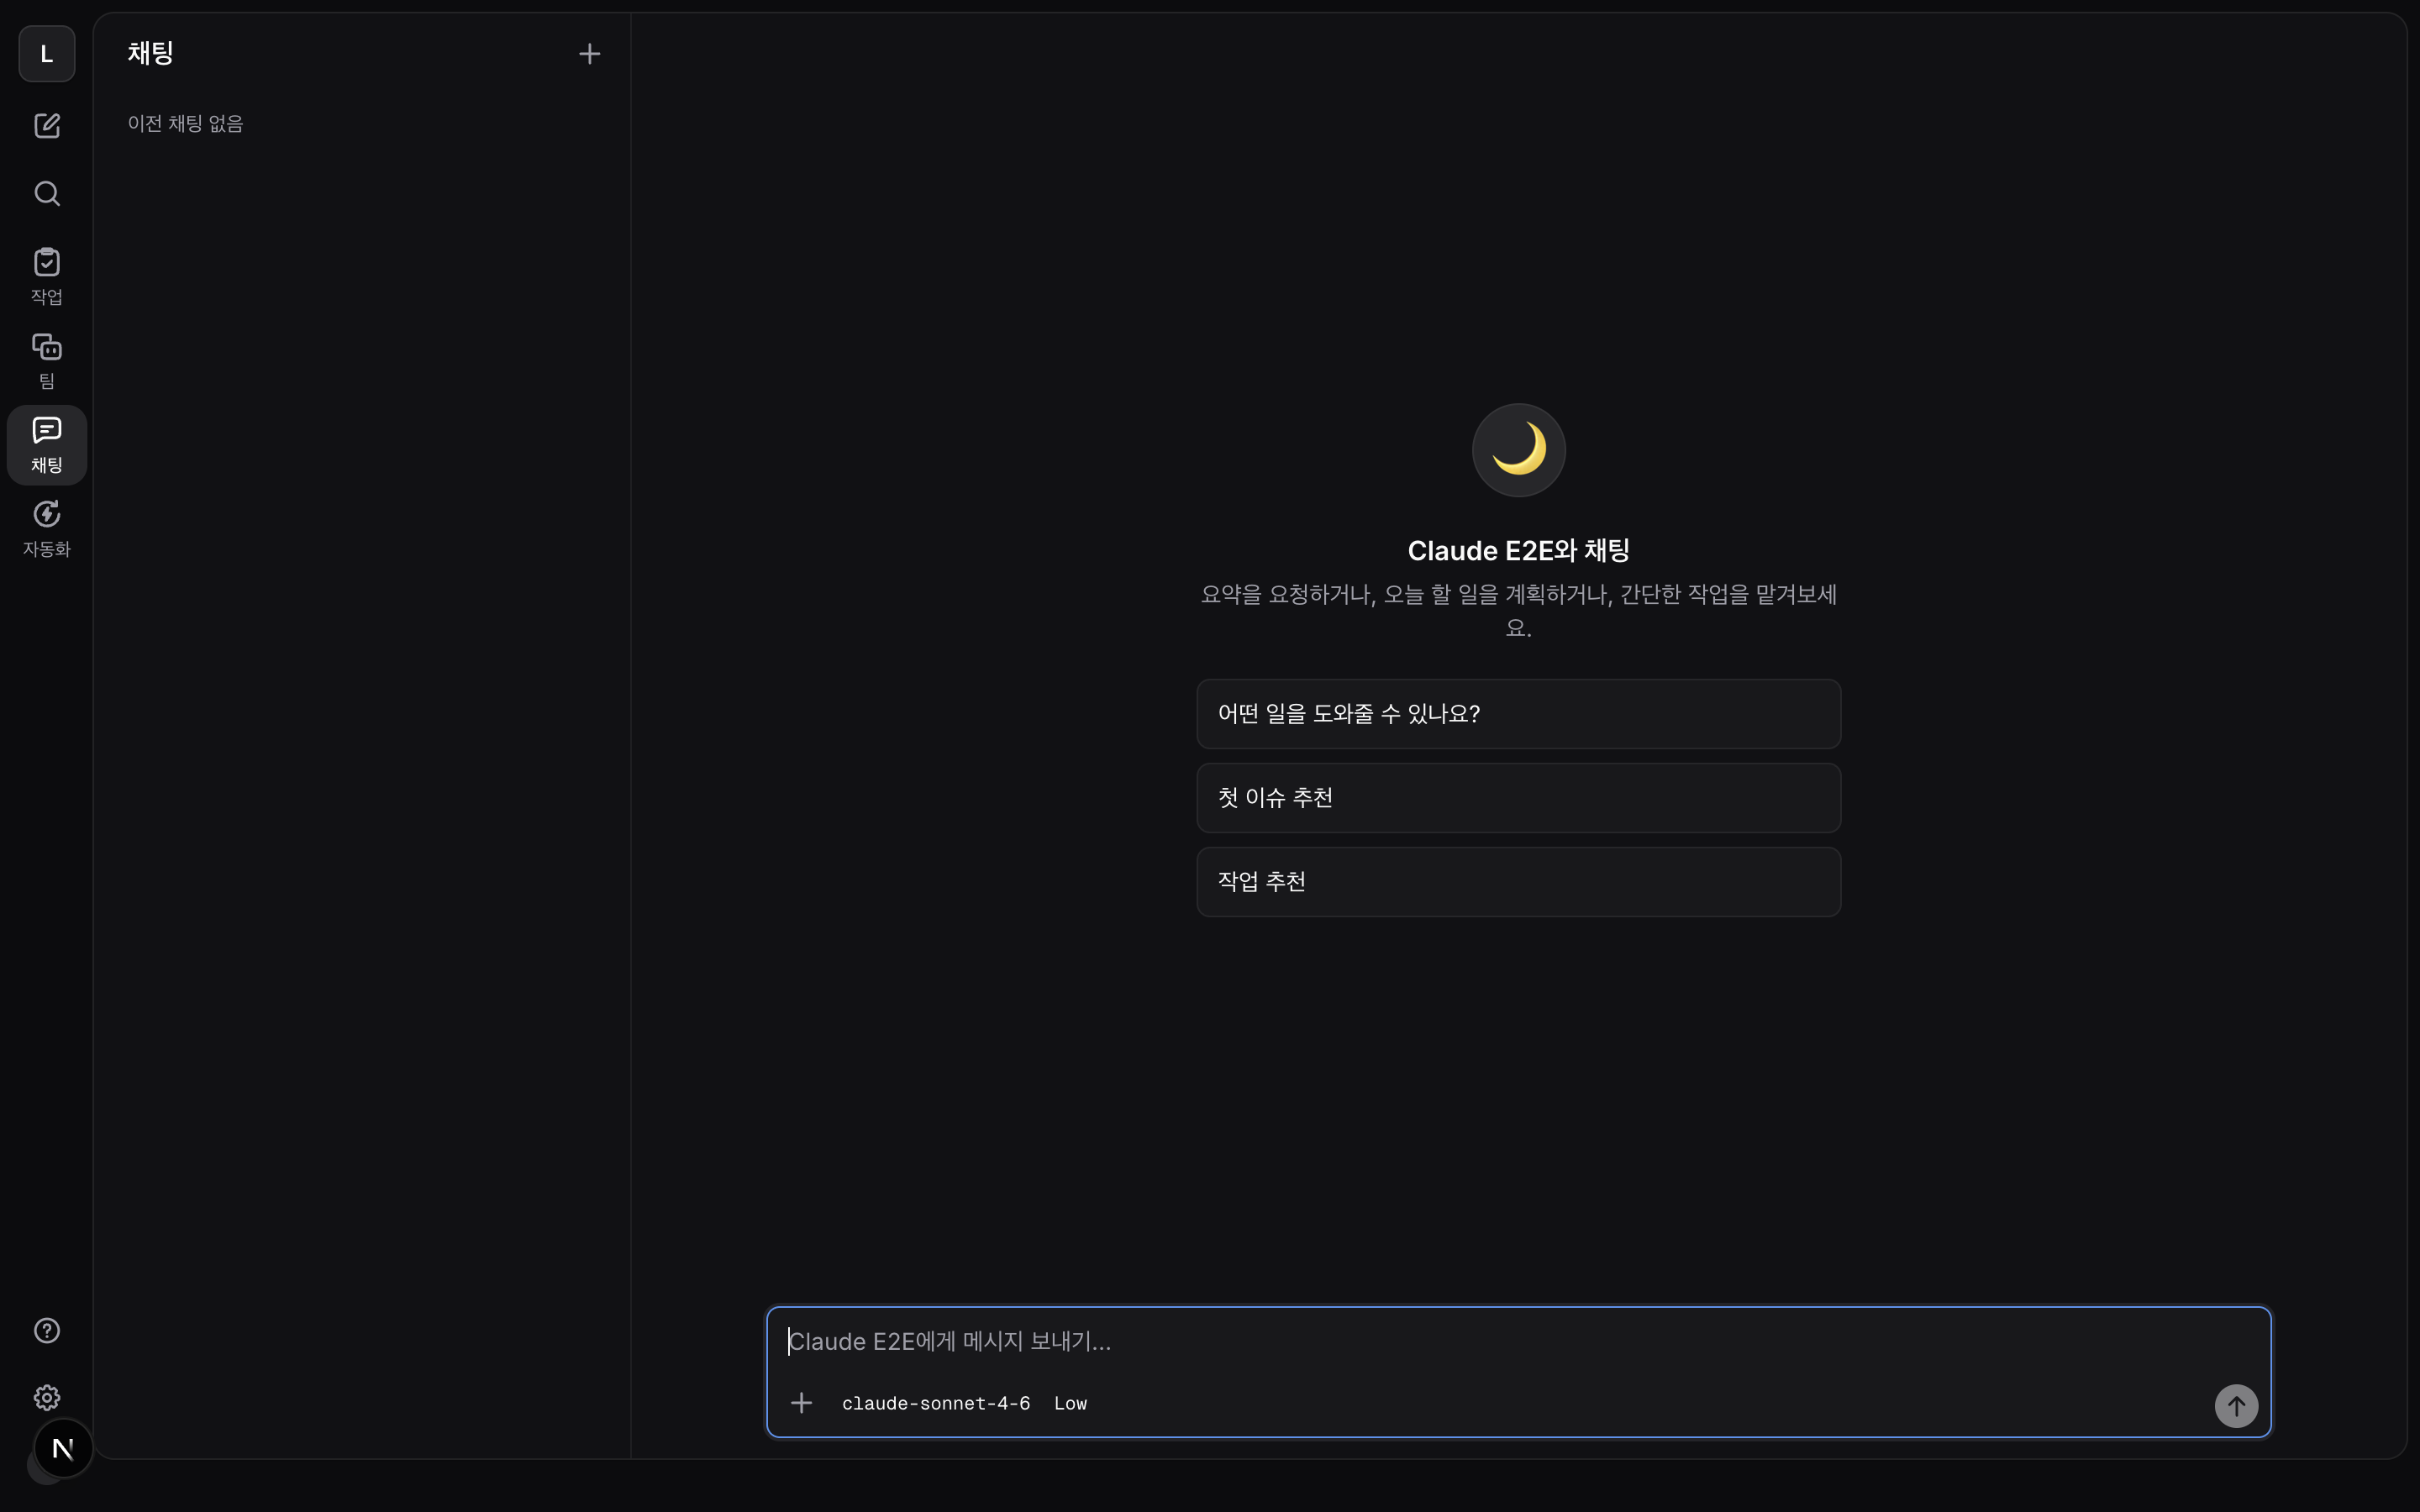 L
채팅
이전 채팅 없음
작업
팀
채팅
자동화
Claude E2E와 채팅
요약을 요청하거나, 오늘 할 일을 계획하거나, 간단한 작업을 맡겨보세
요.
어떤 일을 도와줄 수 있나요?
첫 이슈 추천
작업 추천
Claude E2E에게 메시지 보내기...
claude-sonnet-4-6 Low
N